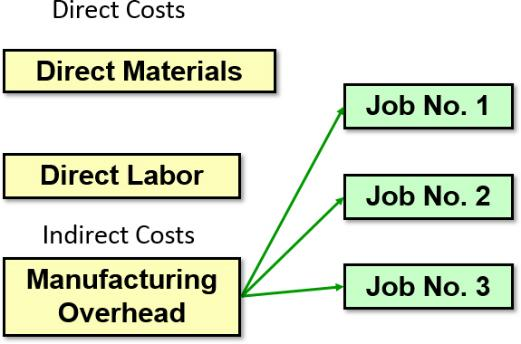 Direct Costs
Direct Materials
Direct Labor
Indirect Costs
Manufacturing
Overhead
Job No. 1
Job No. 2
Job No. 3